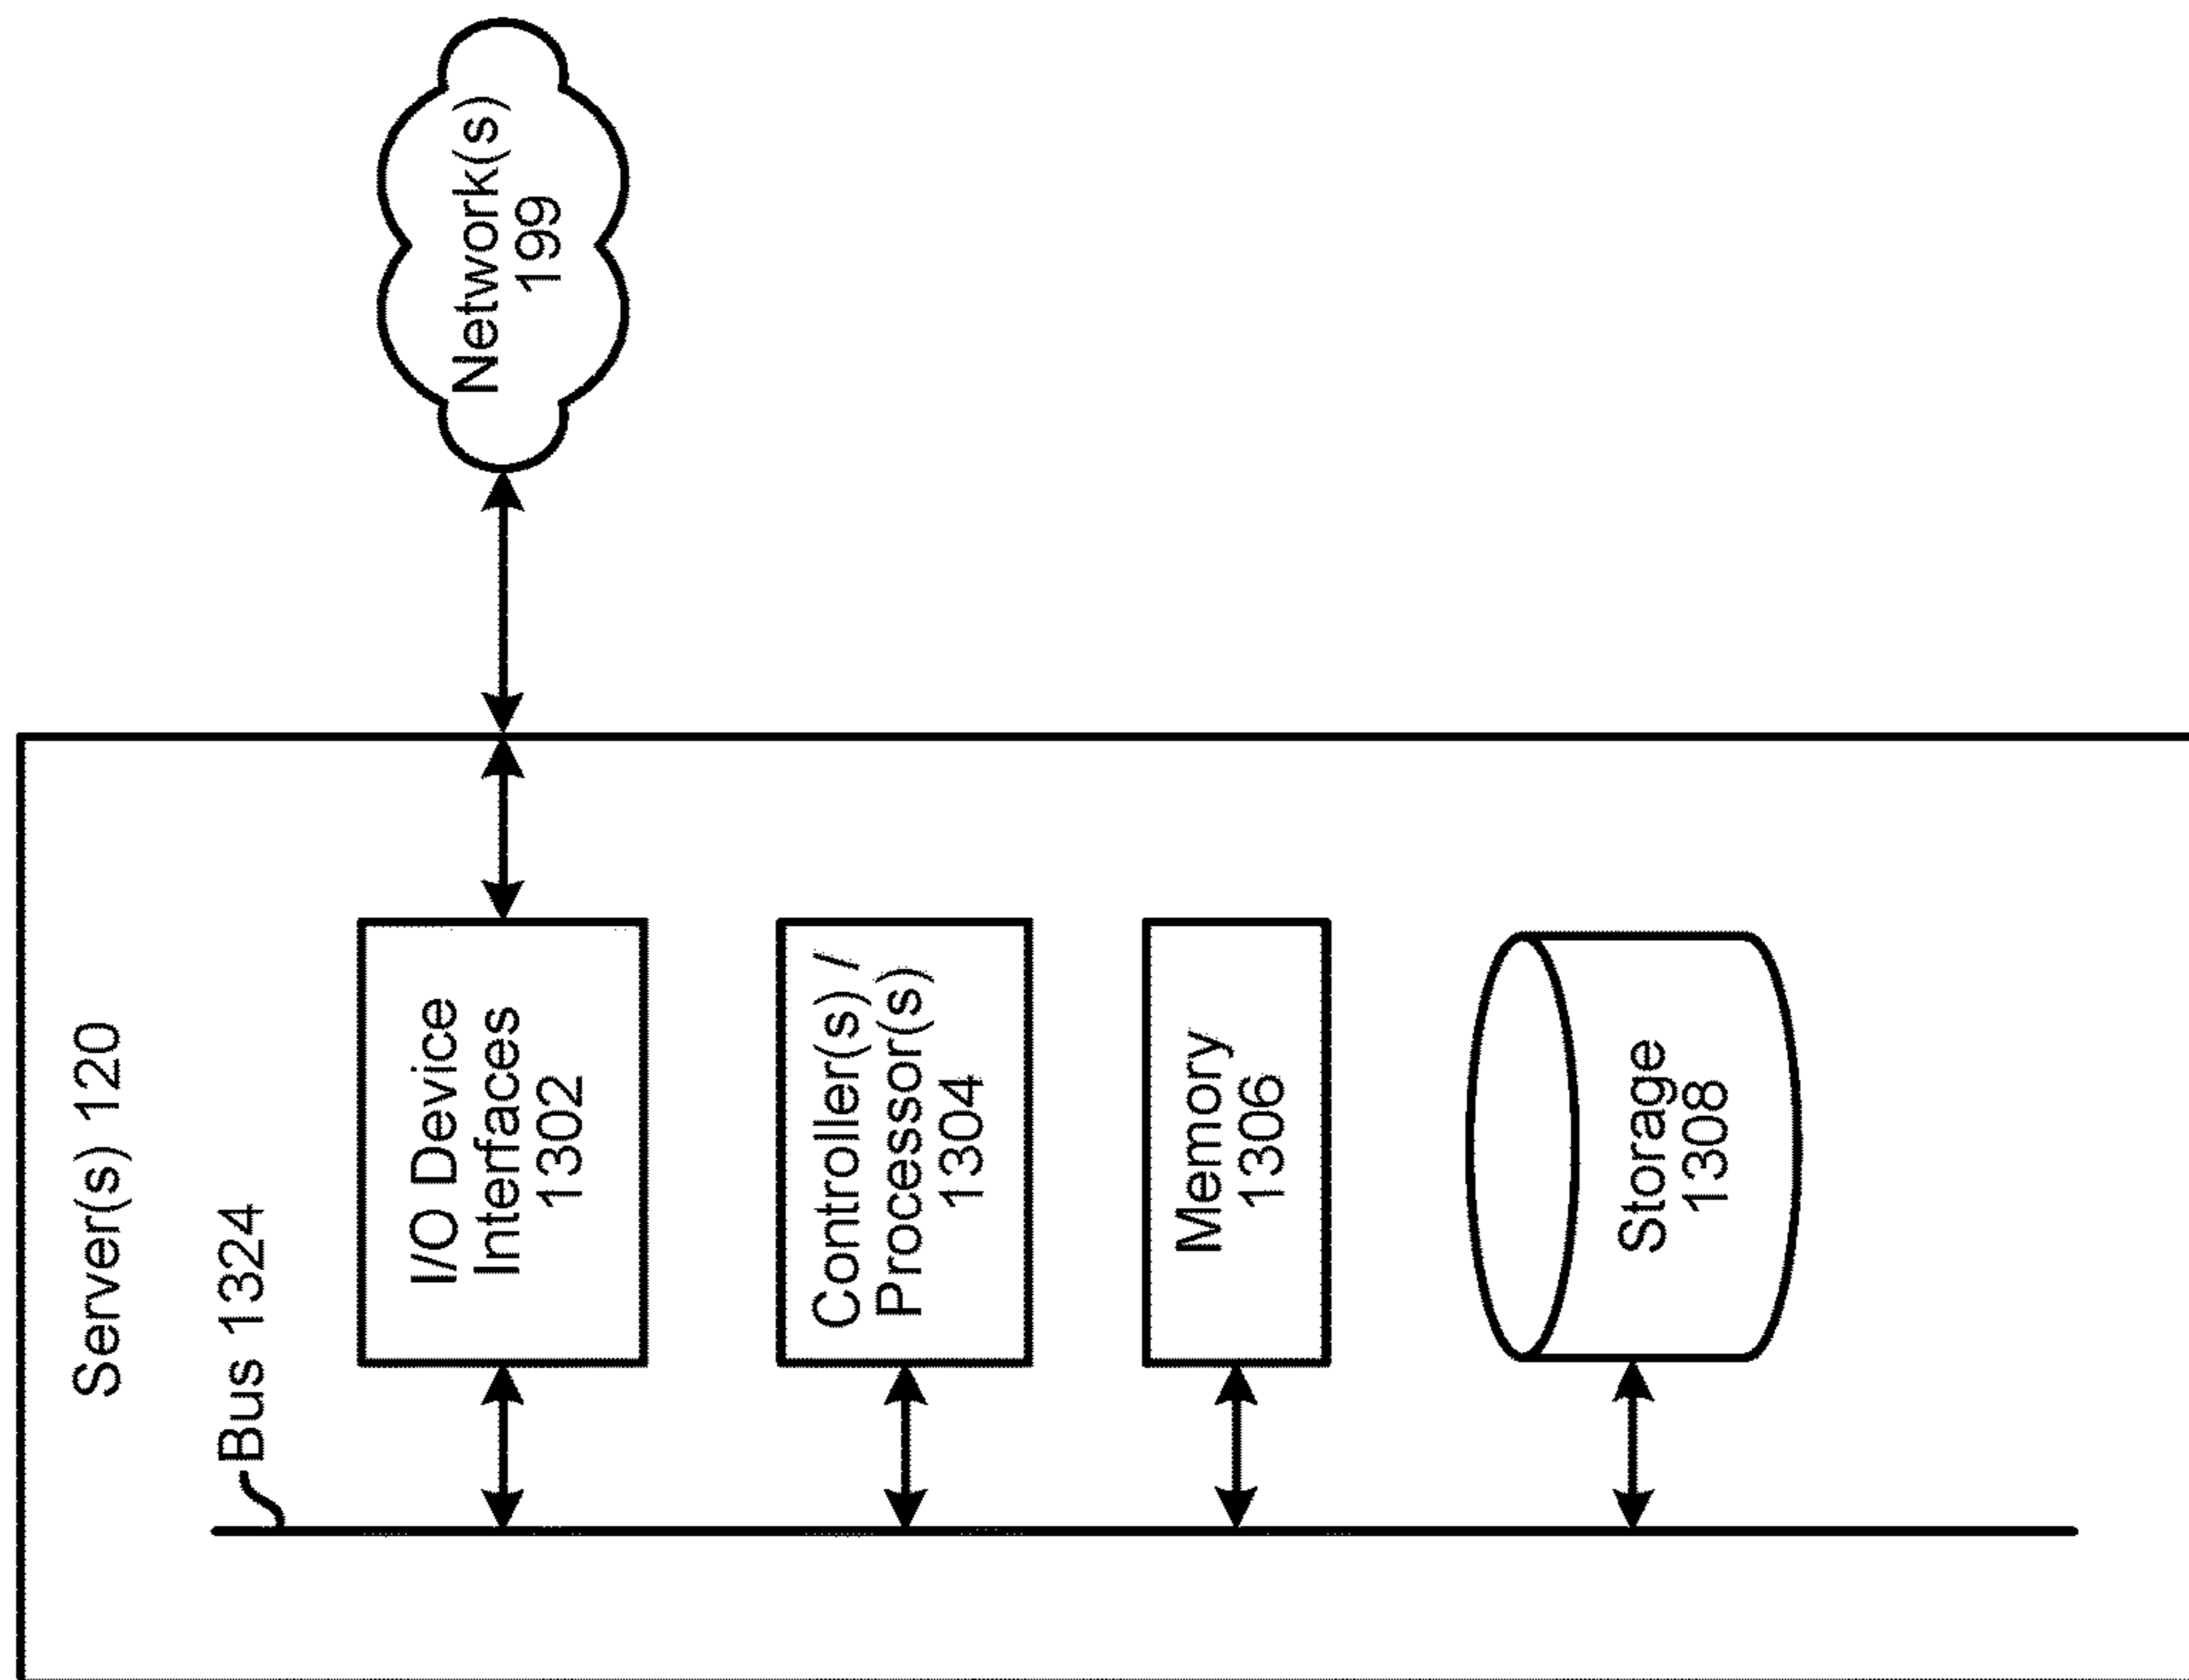 Server(s) 120
Bus 1324
I/O Device
Interfaces
1302
Network(s)
199
Controller(s) /
Processor(s)
1304
Memory
1306
Storage
1308